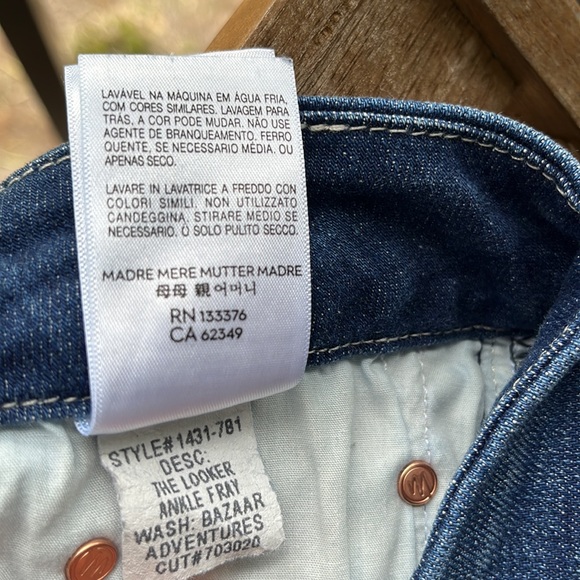 LAVÁVEL NA MÁQUINA EM ÁGUA FRIA,
COM CORES SIMILARES. LAVAGEM PARA
TRÁS, A COR PODE MUDAR. NÃO USE
AGENTE DE BRANQUEAMENTO. FERRO
QUENTE, SE NECESSARIO MÉDIA. OU
APENAS SECO.
LAVARE IN LAVATRICE A FREDDO CON
COLORI SIMILI, NON UTILIZZATO
CANDEGGINA, STIRARE MEDIO SE
NECESSARIO. O SOLO PULITO SECCO.
MADRE MERE MUTTER MADRE
母母 親 어머니
RN 133376
CA 62349
STYLE#1431-781
DESC:
THE LOOKER
ANKLE FRAY
WASH: BAZAAR
ADVENTURES
CUT#703020
W